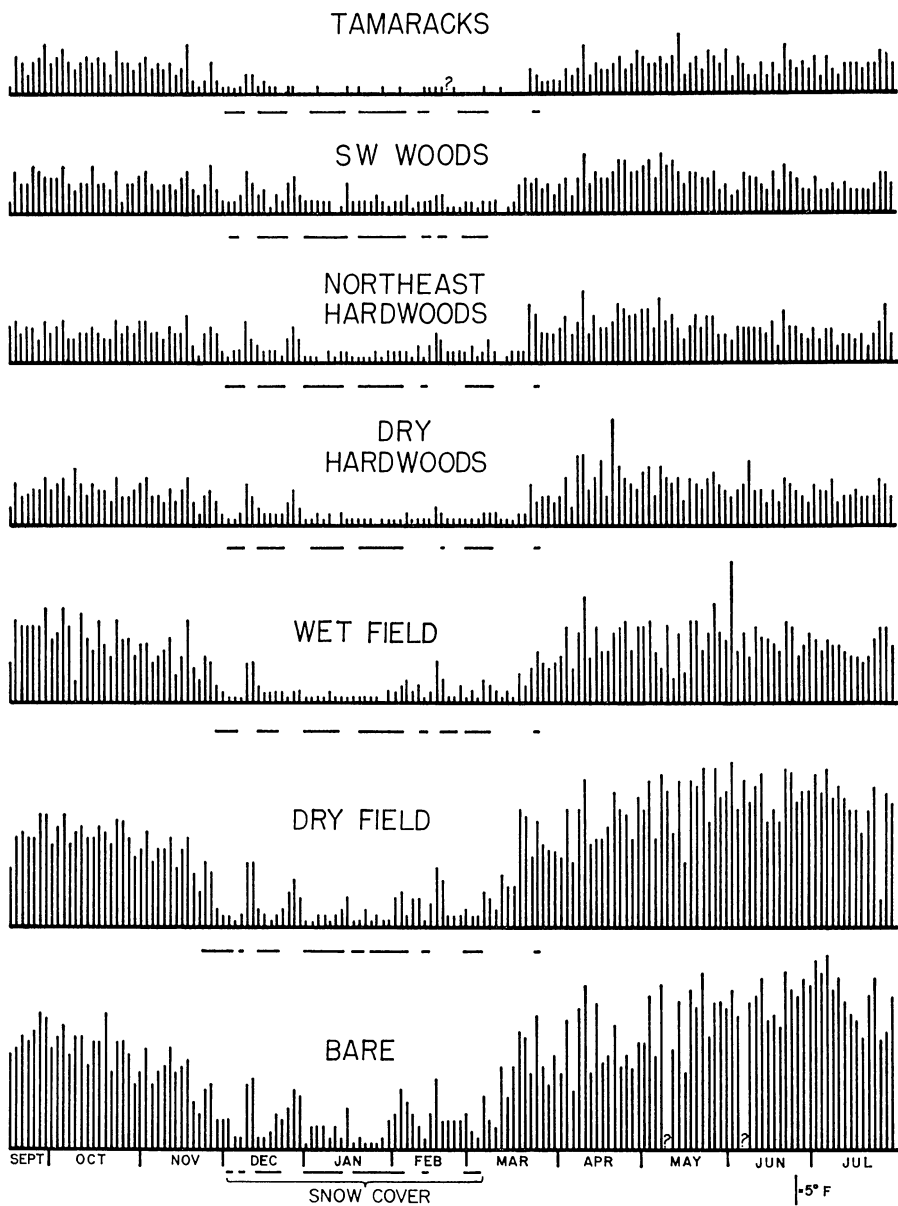 TAMARACKS
?
SW WOODS
NORTHEAST
HARDWOODS
DRY
HARDWOODS
WET FIELD
DRY FIELD
BARE
? ?
SEPT OCT NOV DEC JAN FEB MAR APR MAY JUN JUL
SNOW COVER
=5° F